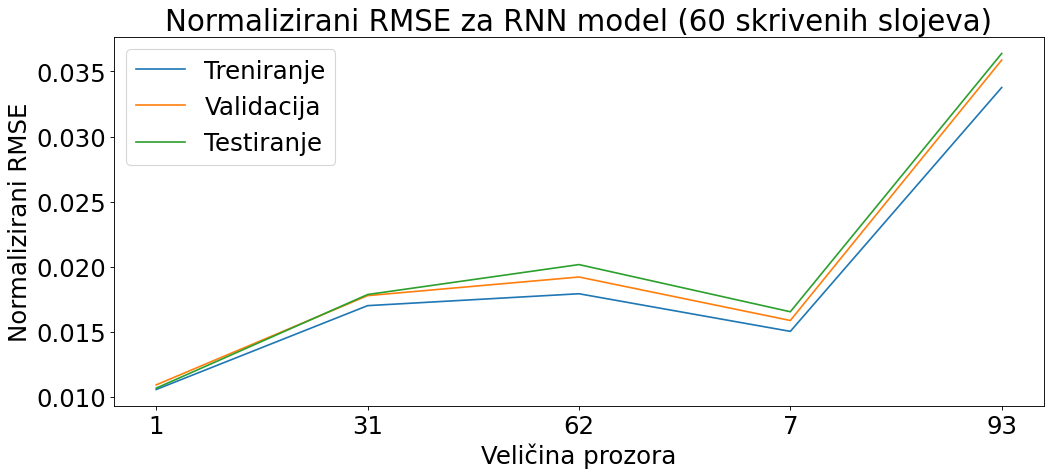 Normalizirani RMSE za RNN model (60 skrivenih slojeva)
Normalizirani RMSE
0.035
0.030
0.025
0.020
0.015
0.010
Treniranje
Validacija
Testiranje
1 31 62 7 93
Veličina prozora